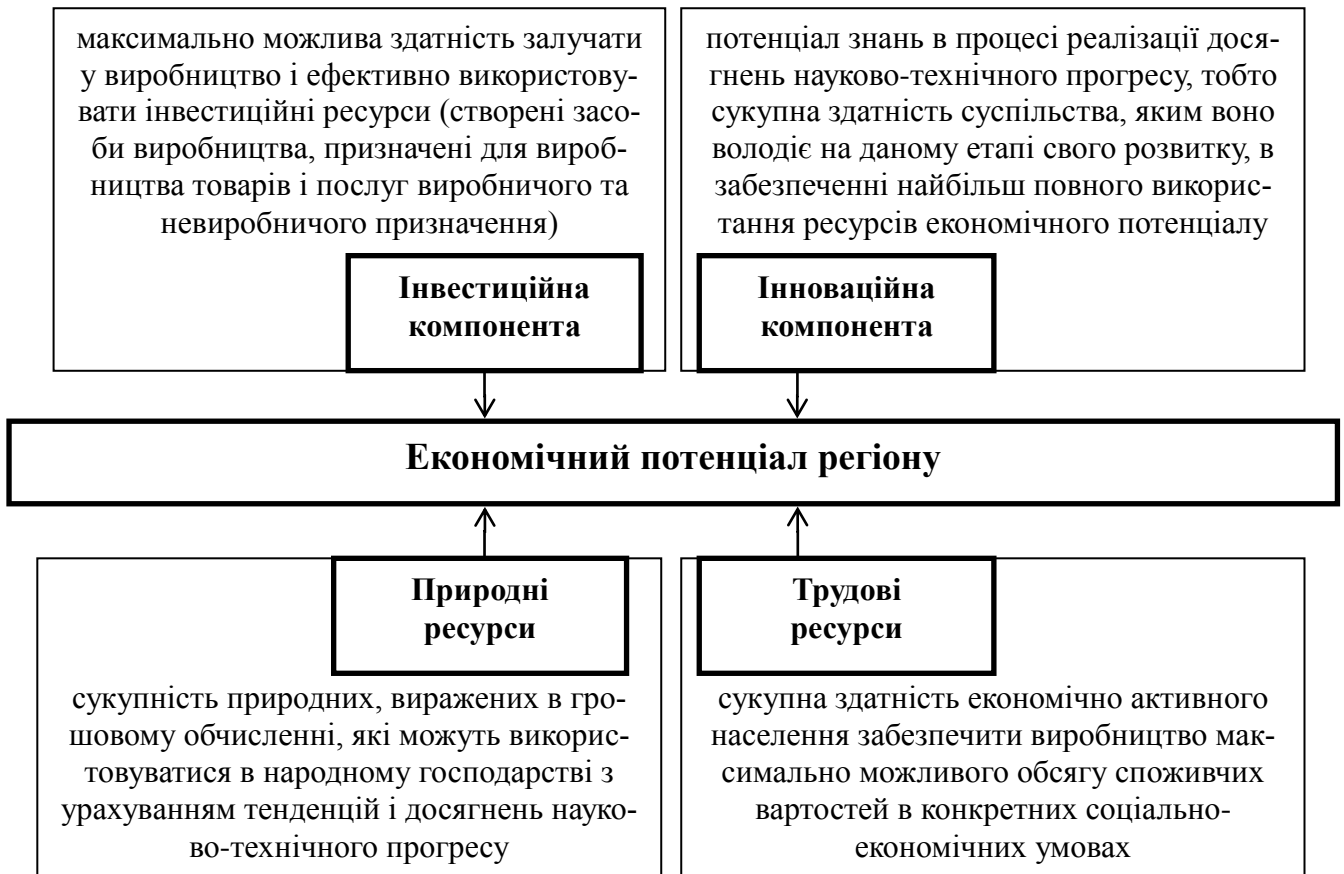 максимально можлива здатність залучати
у виробництво і ефективно використову-
вати інвестиційні ресурси (створені засо-
би виробництва, призначені для вироб-
ництва товарів і послуг виробничого та
невиробничого призначення)
Інвестиційна
компонента
потенціал знань в процесі реалізації дося-
гнень науково-технічного прогресу, тобто
сукупна здатність суспільства, яким воно
володіє на даному етапі свого розвитку, в
забезпеченні найбільш повного викорис-
тання ресурсів економічного потенціалу
Інноваційна
компонента
Економічний потенціал регіону
Природні
ресурси
сукупність природних, виражених в гро-
шовому обчисленні, які можуть викорис-
товуватися в народному господарстві з
урахуванням тенденцій і досягнень науко-
во-технічного прогресу
Трудові
ресурси
сукупна здатність економічно активного
населення забезпечити виробництво мак-
симально можливого обсягу споживчих
вартостей в конкретних соціально-
економічних умовах